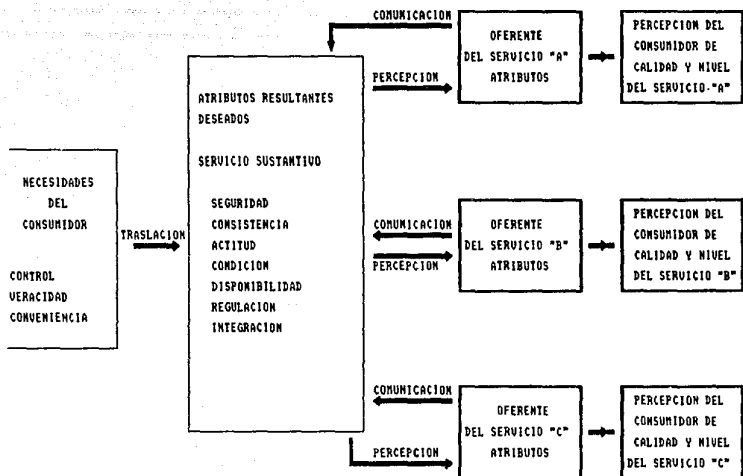 NECESIDADES
DEL
CONSUMIDOR
CONTROL
VERACIDAD
CONVENIENCIA
TRASLACION
ATRIBUTOS RESULTANTES
DESEADOS
SERVICIO SUSTANTIVO
SEGURIDAD
CONSISTENCIA
ACTITUD
CONDICION
DISPONIBILIDAD
REGULACION
INTEGRACION
COMUNICACION
PERCEPCION
OFERENTE
DEL SERVICIO "A"
ATRIBUTOS
PERCEPCION DEL
CONSUMIDOR DE
CALIDAD Y NIVEL
DEL SERVICIO "A"
COMUNICACION
PERCEPCION
OFERENTE
DEL SERVICIO "B"
ATRIBUTOS
PERCEPCION DEL
CONSUMIDOR DE
CALIDAD Y NIVEL
DEL SERVICIO "B"
COMUNICACION
PERCEPCION
OFERENTE
DEL SERVICIO "C"
ATRIBUTOS
PERCEPCION DEL
CONSUMIDOR DE
CALIDAD Y NIVEL
DEL SERVICIO "C"